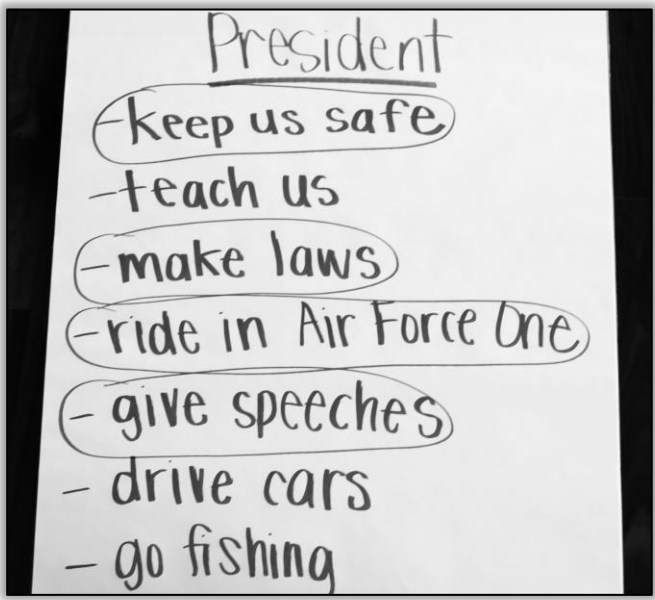 President
-keep us safe
-teach us
-make laws
-ride in Air Force One
- give speeches
- drive cars
- go fishing